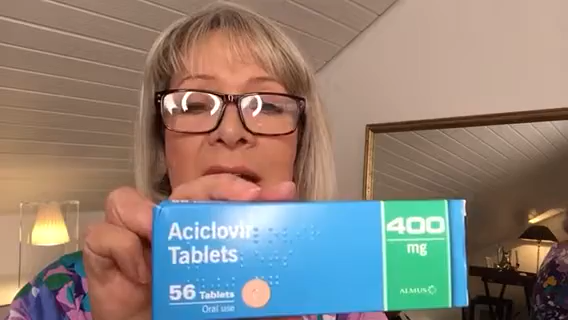 Aciclovir
Tablets
400
mg
56 Tablets
Oral use
ALMUS